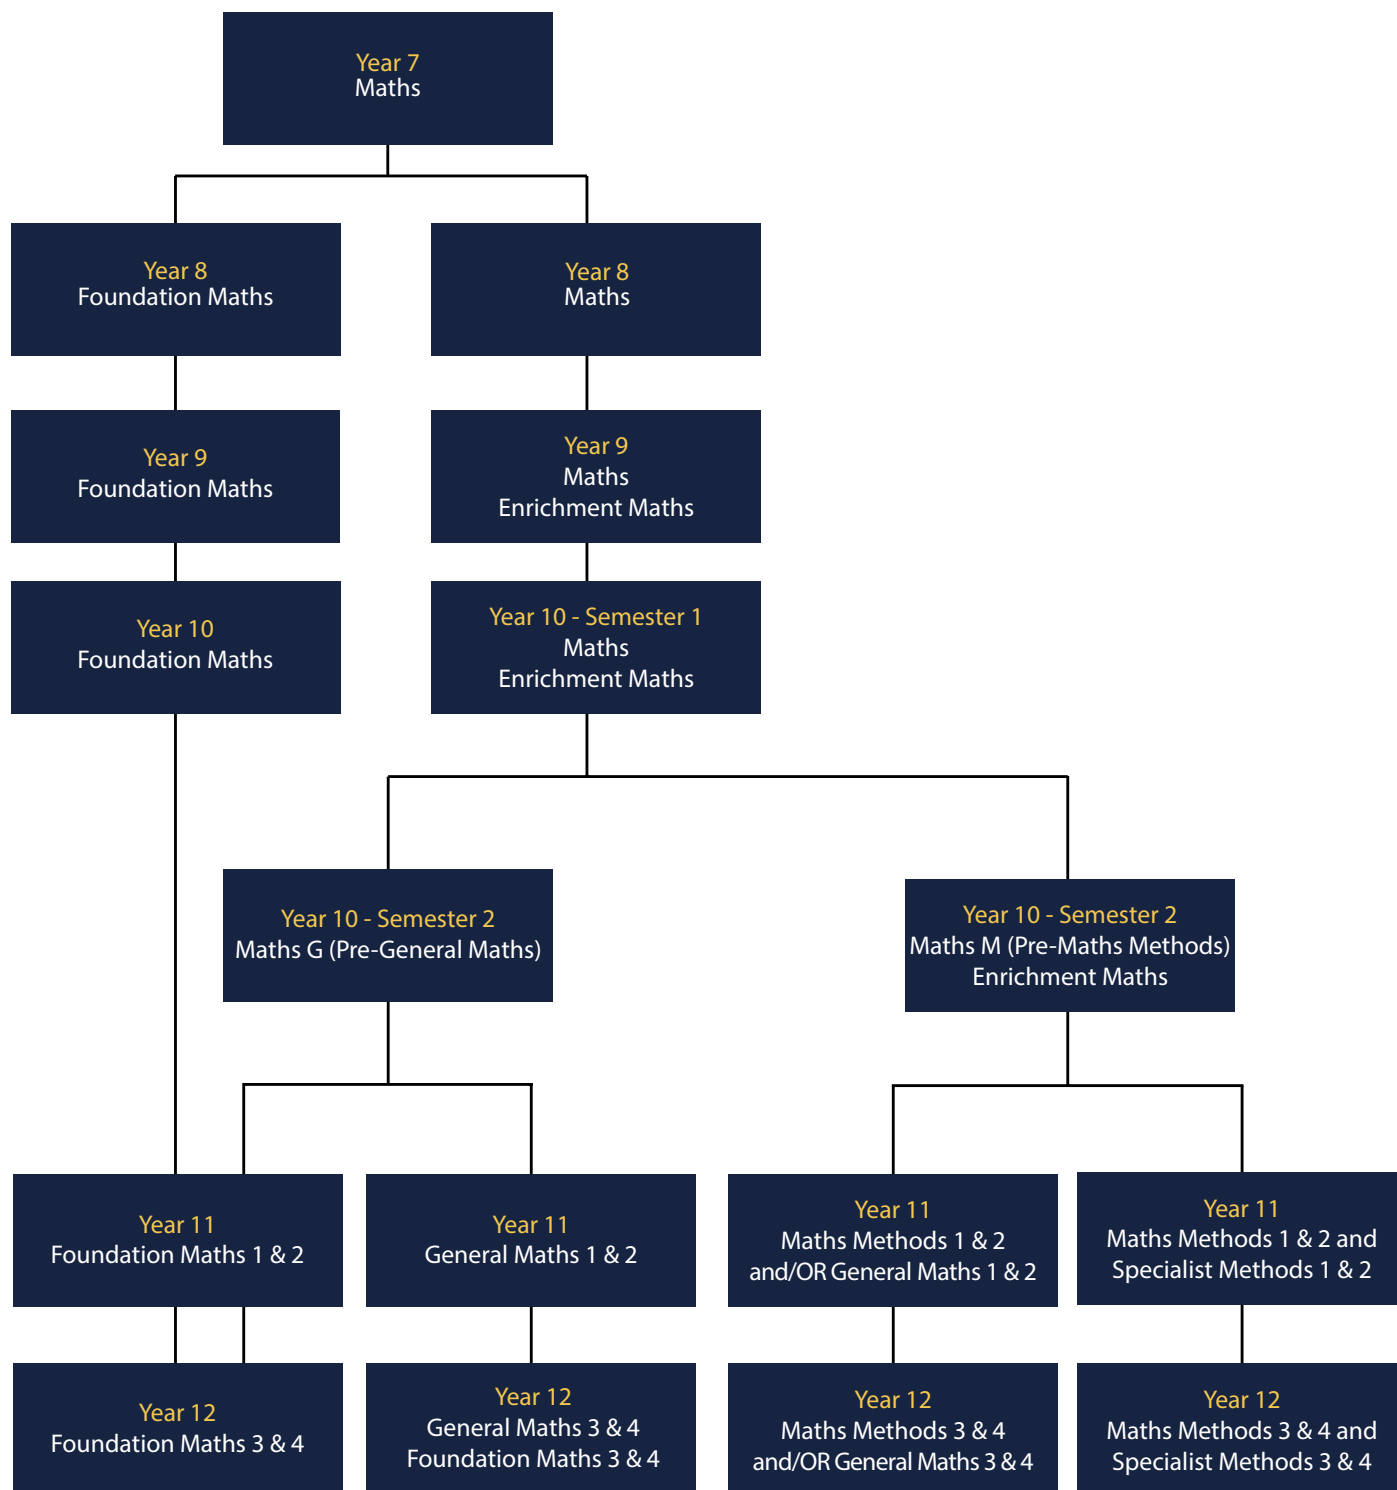 Year 7
Maths
Year 8
Foundation Maths
Year 8
Maths
Year 9
Foundation Maths
Year 9
Maths
Enrichment Maths
Year 10
Foundation Maths
Year 10 - Semester 1
Maths
Enrichment Maths
Year 10 - Semester 2
Maths G (Pre-General Maths)
Year 10 - Semester 2
Maths M (Pre-Maths Methods)
Enrichment Maths
Year 11
Foundation Maths 1 & 2
Year 11
General Maths 1 & 2
Year 11
Maths Methods 1 & 2
and/OR General Maths 1 & 2
Year 11
Maths Methods 1 & 2 and
Specialist Methods 1 & 2
Year 12
Foundation Maths 3 & 4
Year 12
General Maths 3 & 4
Foundation Maths 3 & 4
Year 12
Maths Methods 3 & 4
and/OR General Maths 3 & 4
Year 12
Maths Methods 3 & 4 and
Specialist Methods 3 & 4